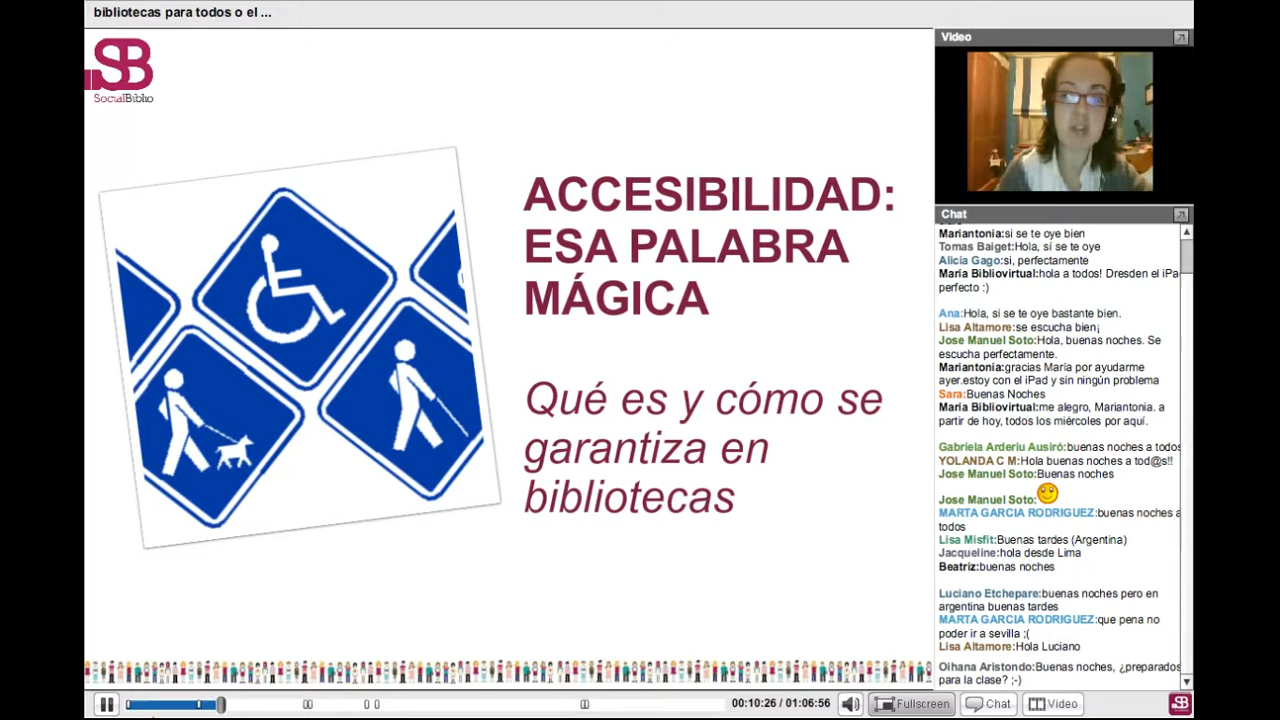 bibliotecas para todos o el ...
SB
SocialBiblio
ACCESIBILIDAD:
ESA PALABRA
MÁGICA
Qué es y cómo se
garantiza en
bibliotecas
Video
Chat
Mariantonia:si se te oye bien
Tomas Baiget:Hola, sí se te oye
Alicia Gago:si, perfectamente
María Bibliovirtual:hola a todos! Dresden el iPa
perfecto :)
Ana:Hola, si se te oye bastante bien.
Lisa Altamore:se escucha bien¡
Jose Manuel Soto:Hola, buenas noches. Se
escucha perfectamente.
Mariantonia:gracias María por ayudarme
ayer.estoy con el iPad y sin ningún problema
Sara:Buenas Noches
María Bibliovirtual:me alegro, Mariantonia. a
partir de hoy, todos los miércoles por aquí.
Gabriela Arderiu Ausiró:buenas noches a todos
YOLANDA C M:Hola buenas noches a tod@s!!
Jose Manuel Soto:Buenas noches
Jose Manuel Soto:
MARTA GARCIA RODRIGUEZ:buenas noches a
todos
Lisa Misfit:Buenas tardes (Argentina)
Jacqueline:hola desde Lima
Beatriz:buenas noches
Luciano Etchepare:buenas noches pero en
argentina buenas tardes
MARTA GARCIA RODRIGUEZ:que pena no
poder ir a sevilla ;(
Lisa Altamore:Hola Luciano
Oihana Aristondo:Buenas noches, ¿preparados
para la clase? ;-)
00:10:26 / 01:06:56
Fullscreen
Chat
Video
SB